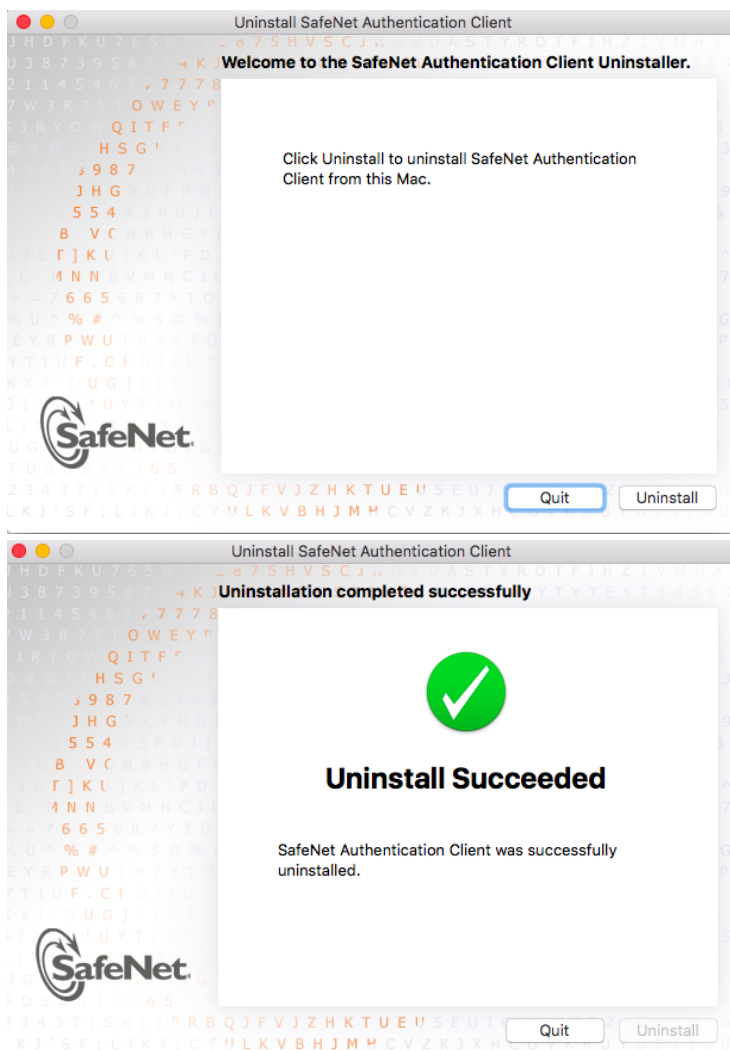 Uninstall SafeNet Authentication Client
Welcome to the SafeNet Authentication Client Uninstaller.
Click Uninstall to uninstall SafeNet Authentication
Client from this Mac.
SafeNet.
Quit
Uninstall
Uninstall SafeNet Authentication Client
Uninstallation completed successfully
Uninstall Succeeded
SafeNet Authentication Client was successfully
uninstalled.
SafeNet.
Quit
Uninstall